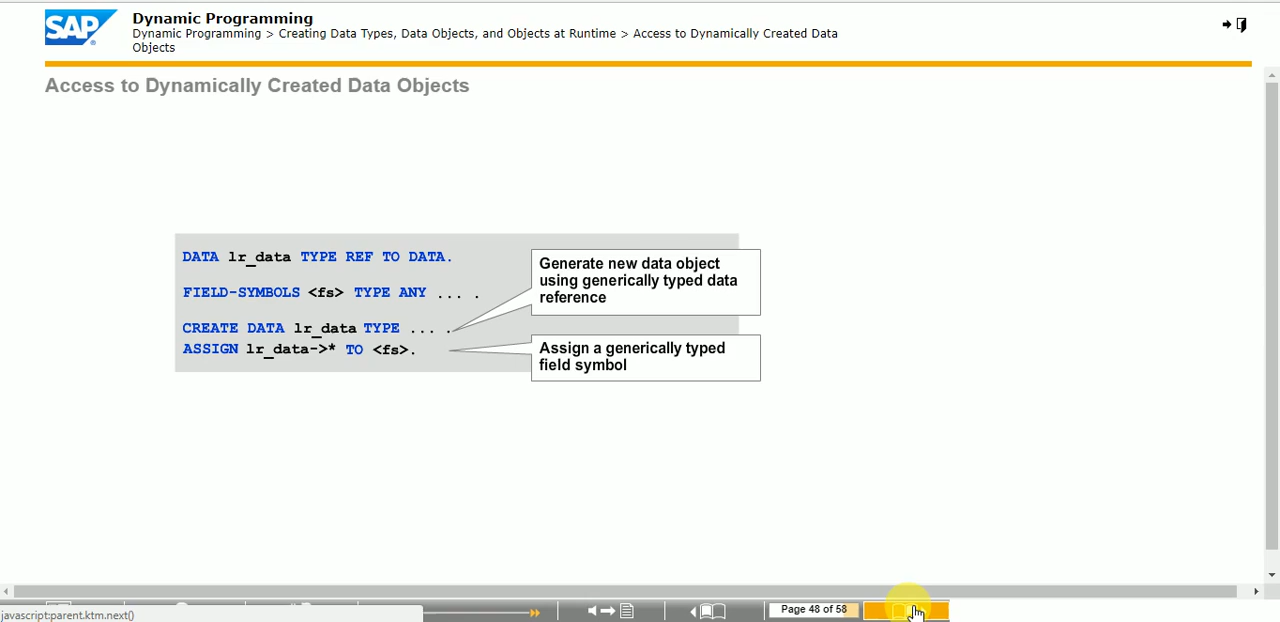 SAP
Dynamic Programming
Dynamic Programming > Creating Data Types, Data Objects, and Objects at Runtime > Access to Dynamically Created Data
Objects
Access to Dynamically Created Data Objects
DATA lr_data TYPE REF TO DATA.
FIELD-SYMBOLS <fs> TYPE ANY ... .
CREATE DATA lr_data TYPE ... .
ASSIGN lr_data->* TO <fs>.
Generate new data object
using generically typed data
reference
Assign a generically typed
field symbol
Page 48 of 58
javascript:parent.ktm.next()